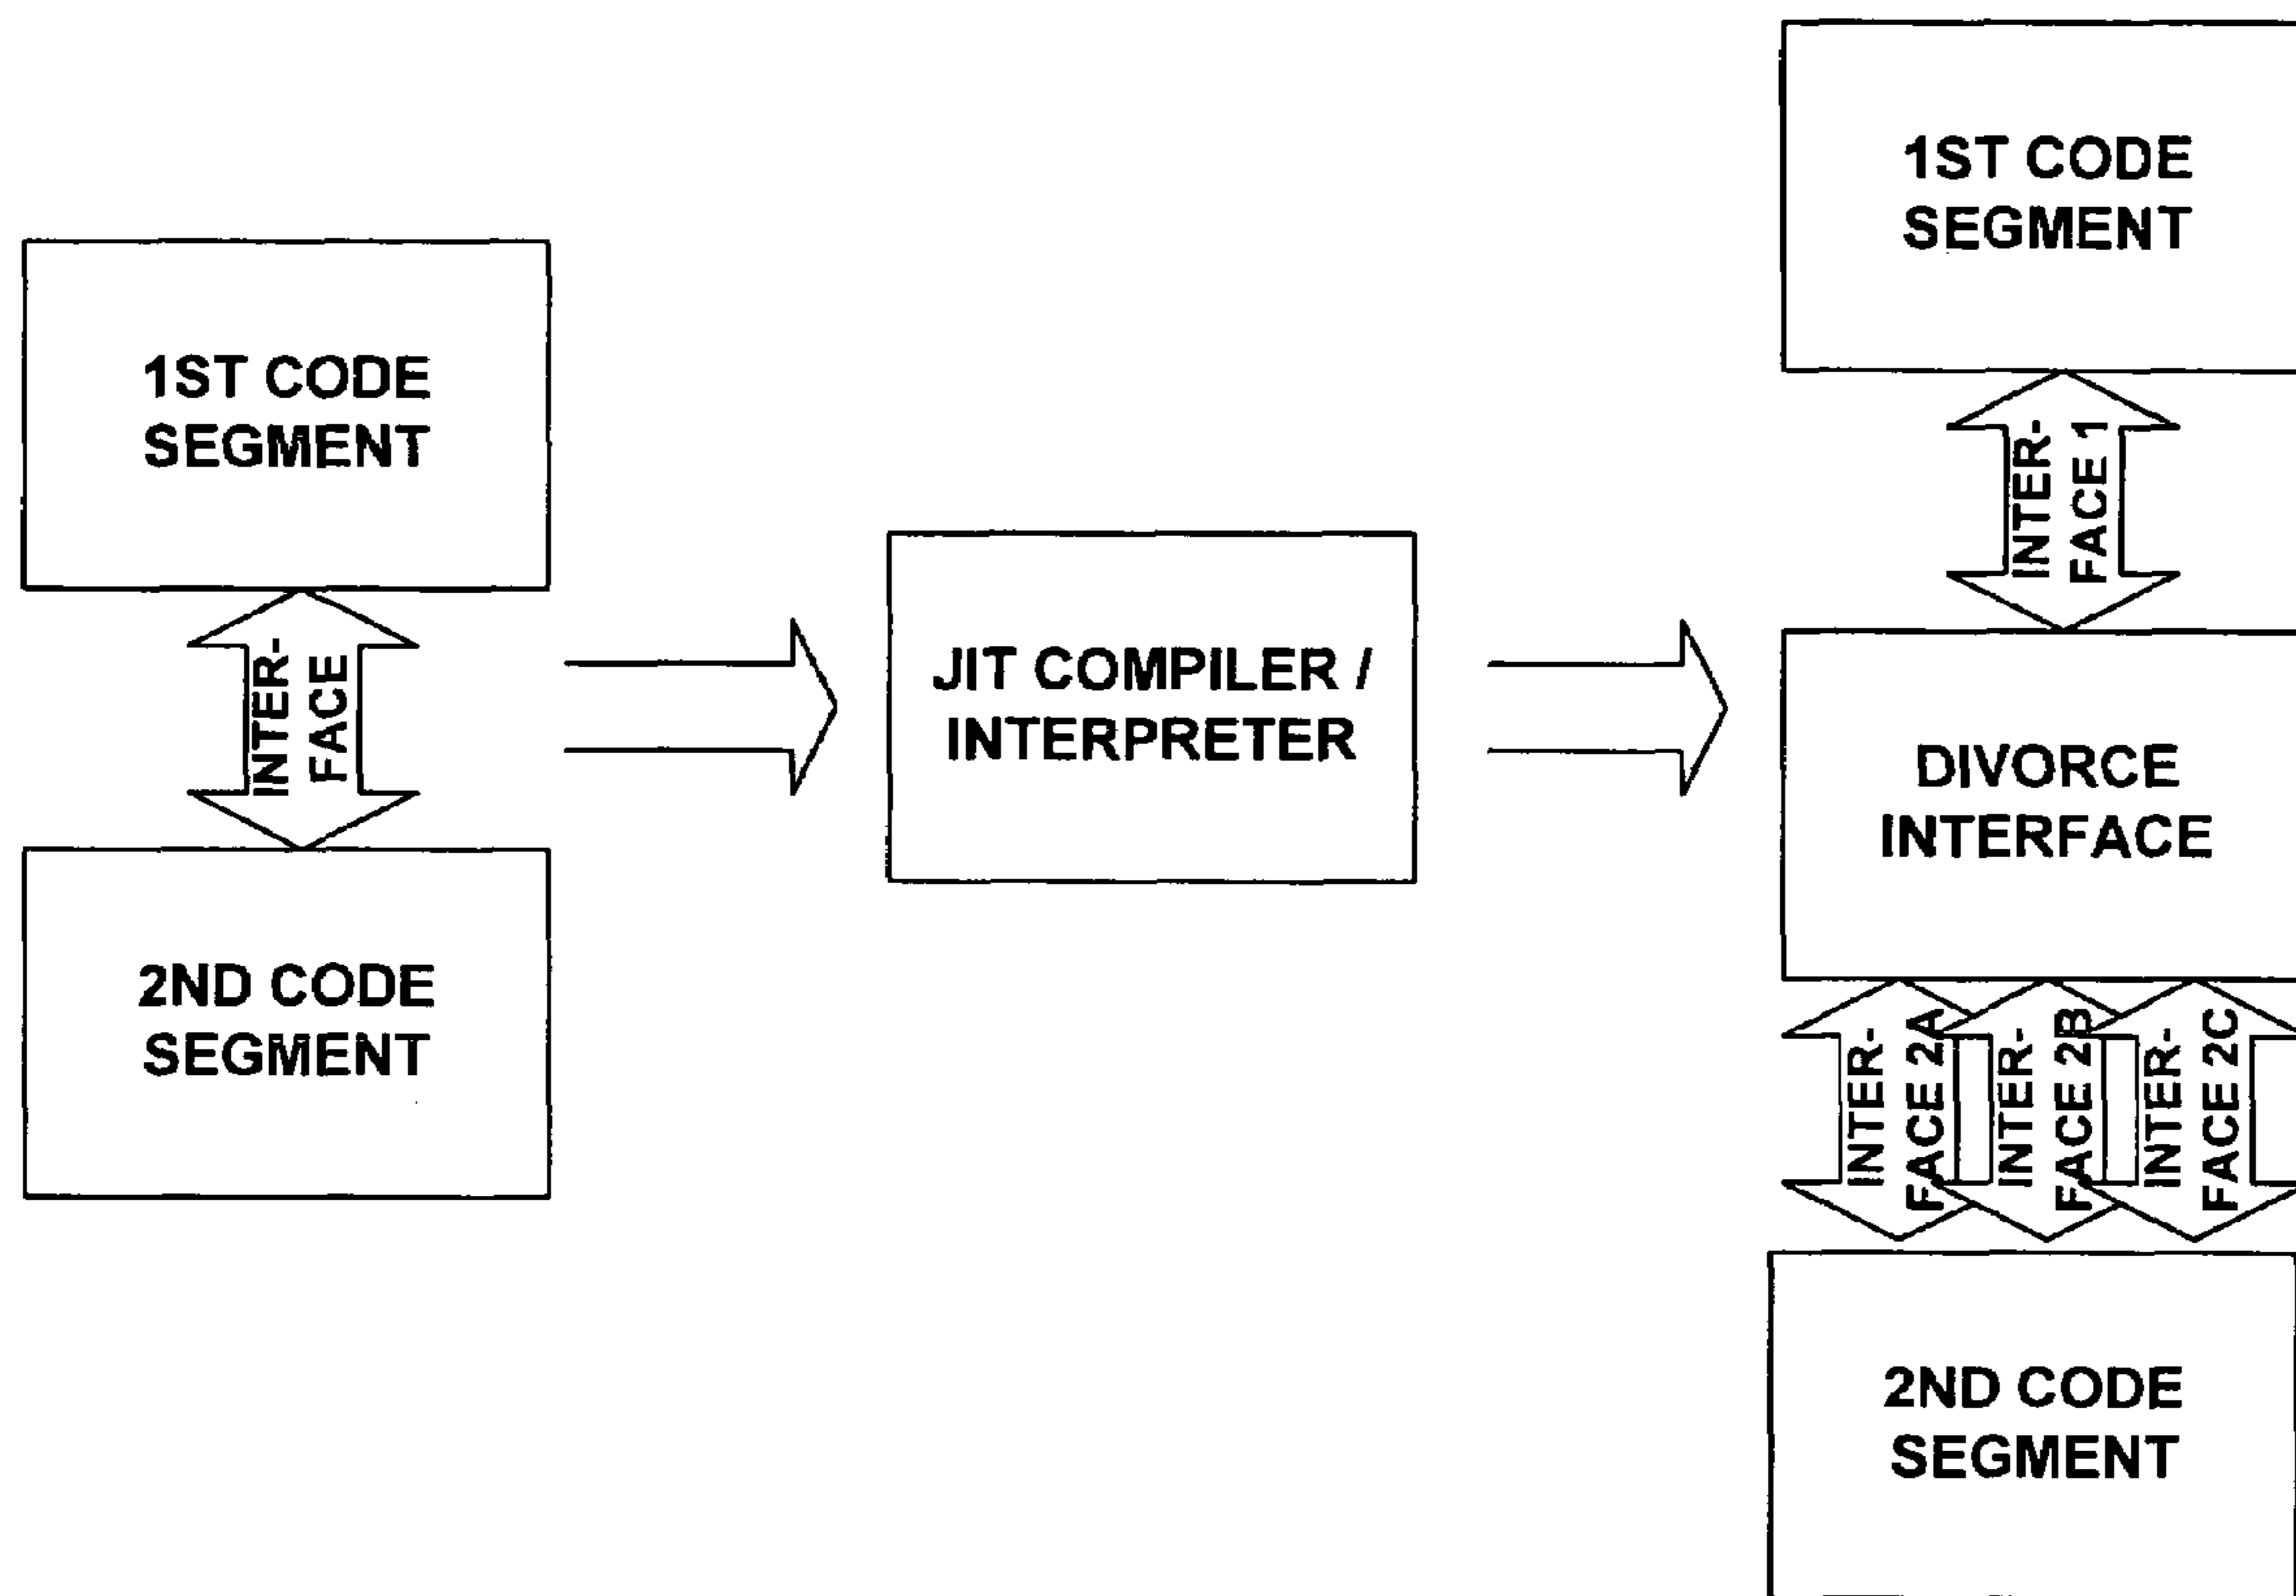 1ST CODE
SEGMENT
INTER-
FACE
2ND CODE
SEGMENT
JIT COMPILER /
INTERPRETER
1ST CODE
SEGMENT
INTER-
FACE 1
DIVORCE
INTERFACE
INTER-
FACE 2A
INTER-
FACE 2B
INTER-
FACE 2C
2ND CODE
SEGMENT